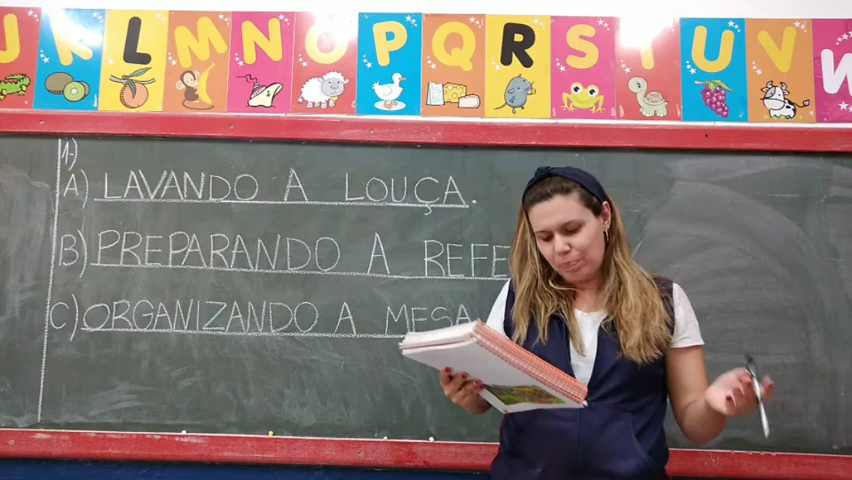 J K L M N O P Q R S T U V W
1)
A) LAVANDO A LOUÇA.
B) PREPARANDO A REFE
C) ORGANIZANDO A MESA